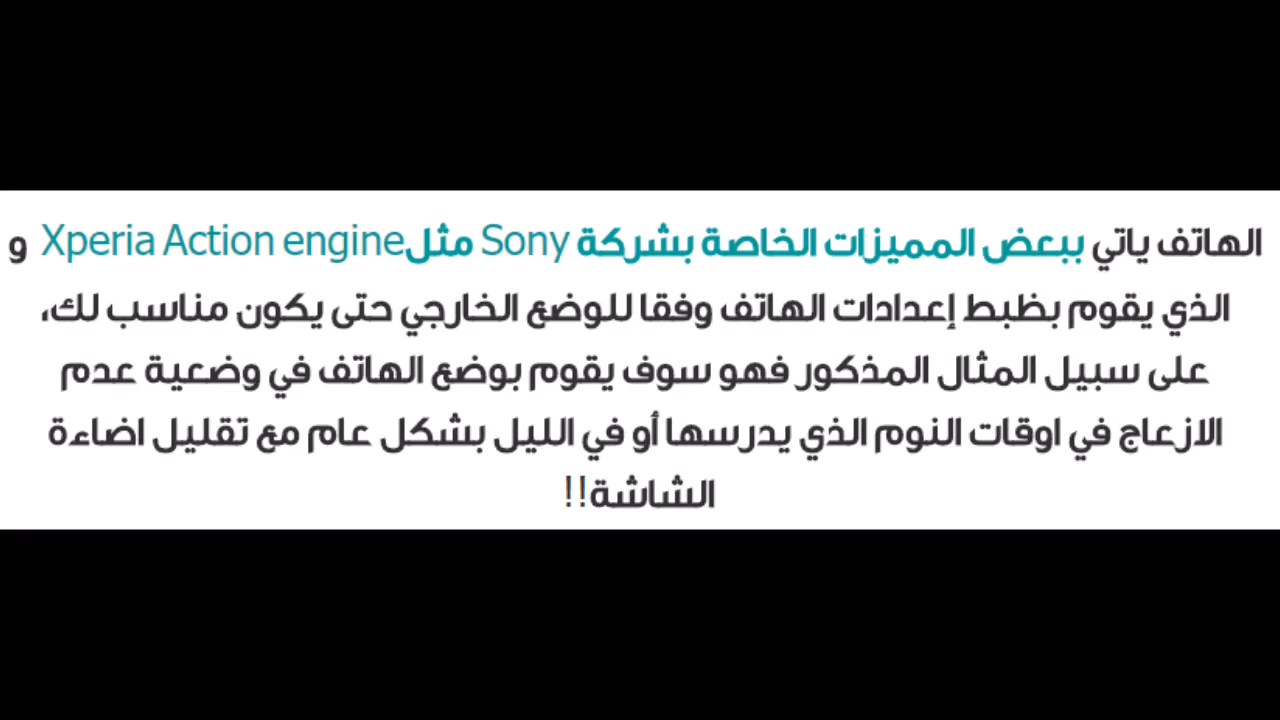 الهاتف ياتي ببعض المميزات الخاصة بشركة Sony مثلXperia Action engine و
الذي يقوم بظبط إعدادات الهاتف وفقا للوضع الخارجي حتى يكون مناسب لك،
على سبيل المثال المذكور فهو سوف يقوم بوضع الهاتف في وضعية عدم
الازعاج في اوقات النوم الذي يدرسها أو في الليل بشكل عام مع تقليل اضاءة
الشاشة!!